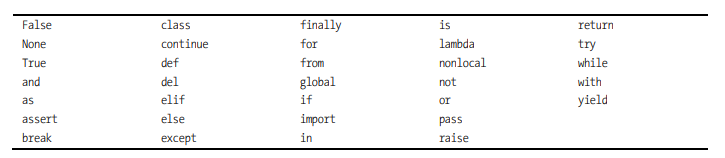 False class finally is return
None continue for lambda try
True def from nonlocal while
and del global not with
as elif if or yield
assert else import pass
break except in raise